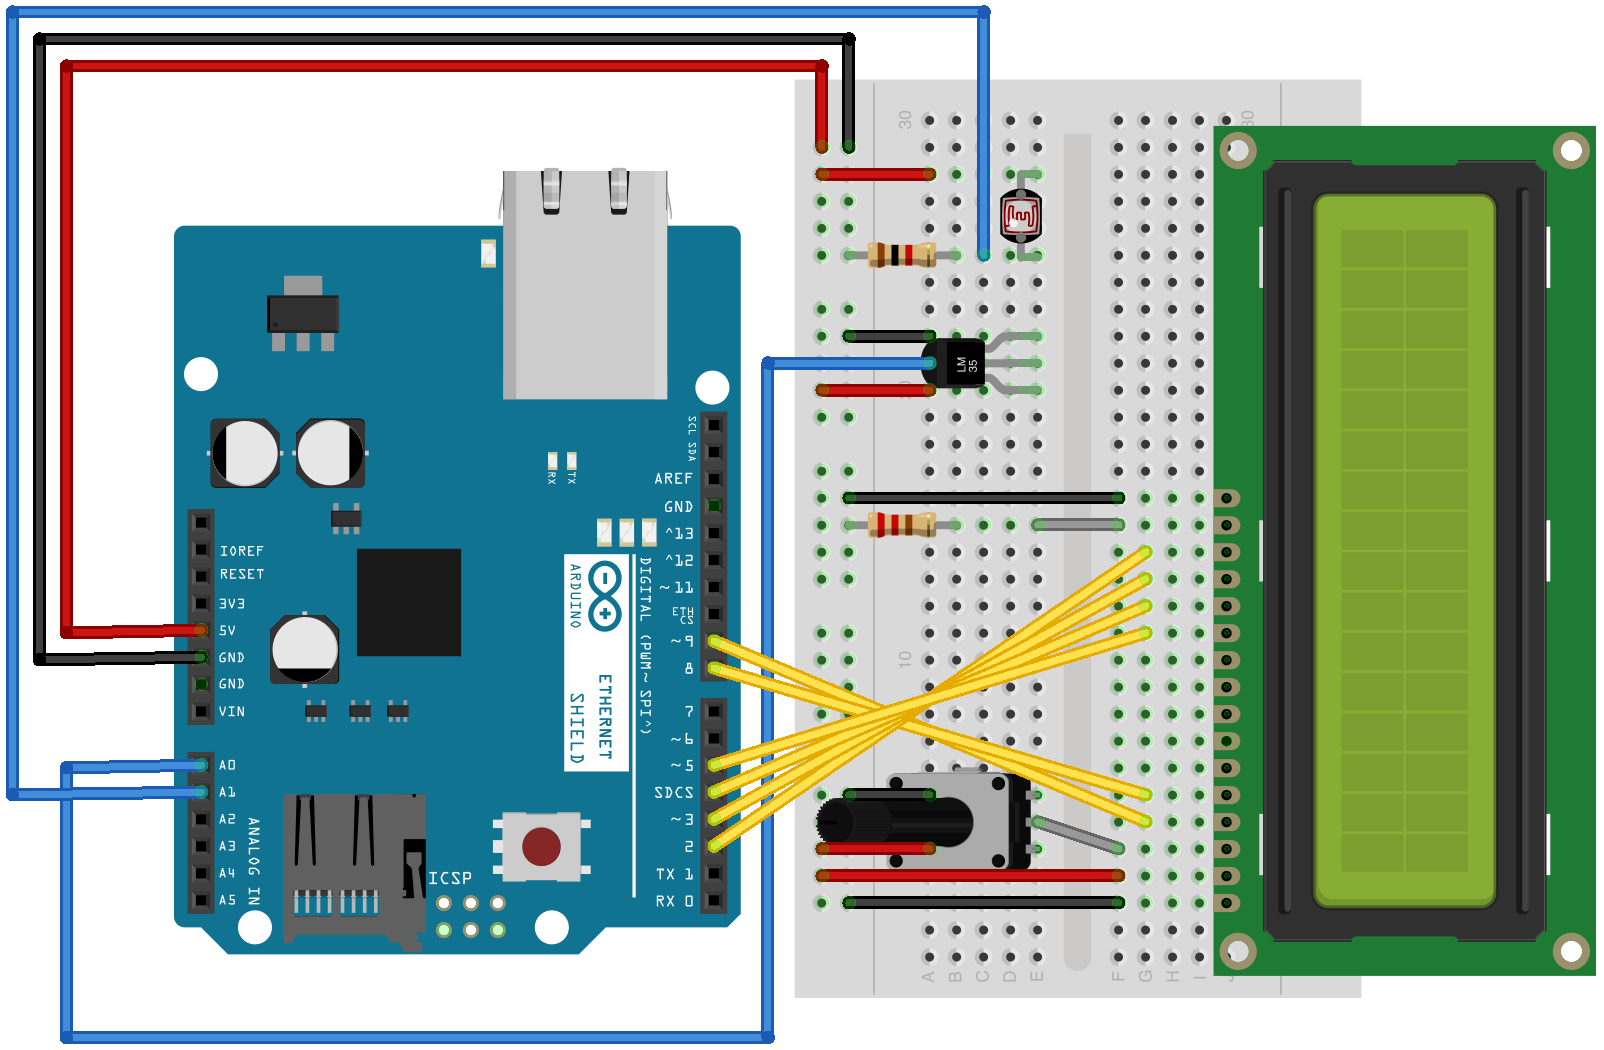 30
30
LM
35
10
IOREF
RESET
3V3
5V
GND
GND
VIN
A0
A1
A2
A3
A4
A5
ANALOG IN
ICSP
RX
TX
ARDUINO
ETHERNET
SHIELD
DIGITAL (PWM~ SPI^)
SCL
SDA
AREF
GND
^13
^12
~11
ETH
CS
~9
8
7
~6
~5
SDCS
~3
2
TX 1
RX 0
A
B
C
D
E
F
G
H
I